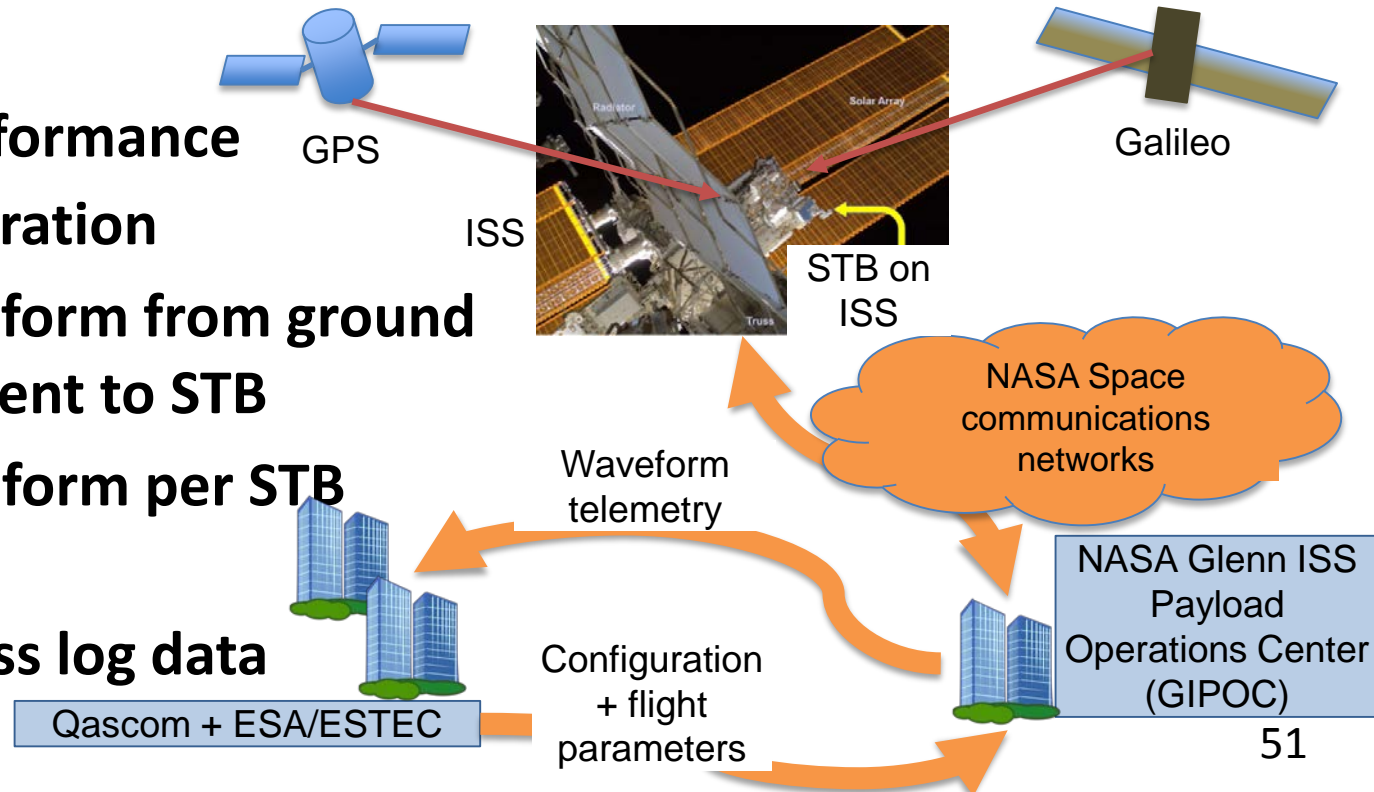 formance
GPS
Galileo
Radiator
Solar Array
ration
ISS
STB on
ISS
Truss
form from ground
ent to STB
NASA Space
communications
networks
form per STB
Waveform
telemetry
NASA Glenn ISS
Payload
Operations Center
(GIPOC)
ss log data
Configuration
+ flight
parameters
Qascom + ESA/ESTEC
51